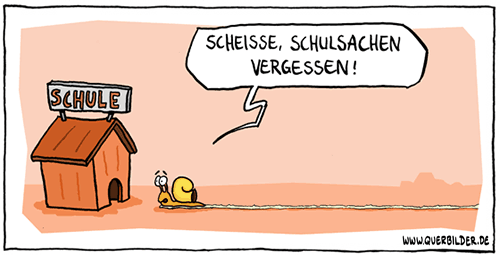 SCHEISSE, SCHULSACHEN
VERGESSEN!
SCHULE
WWW.QUERBILDER.DE